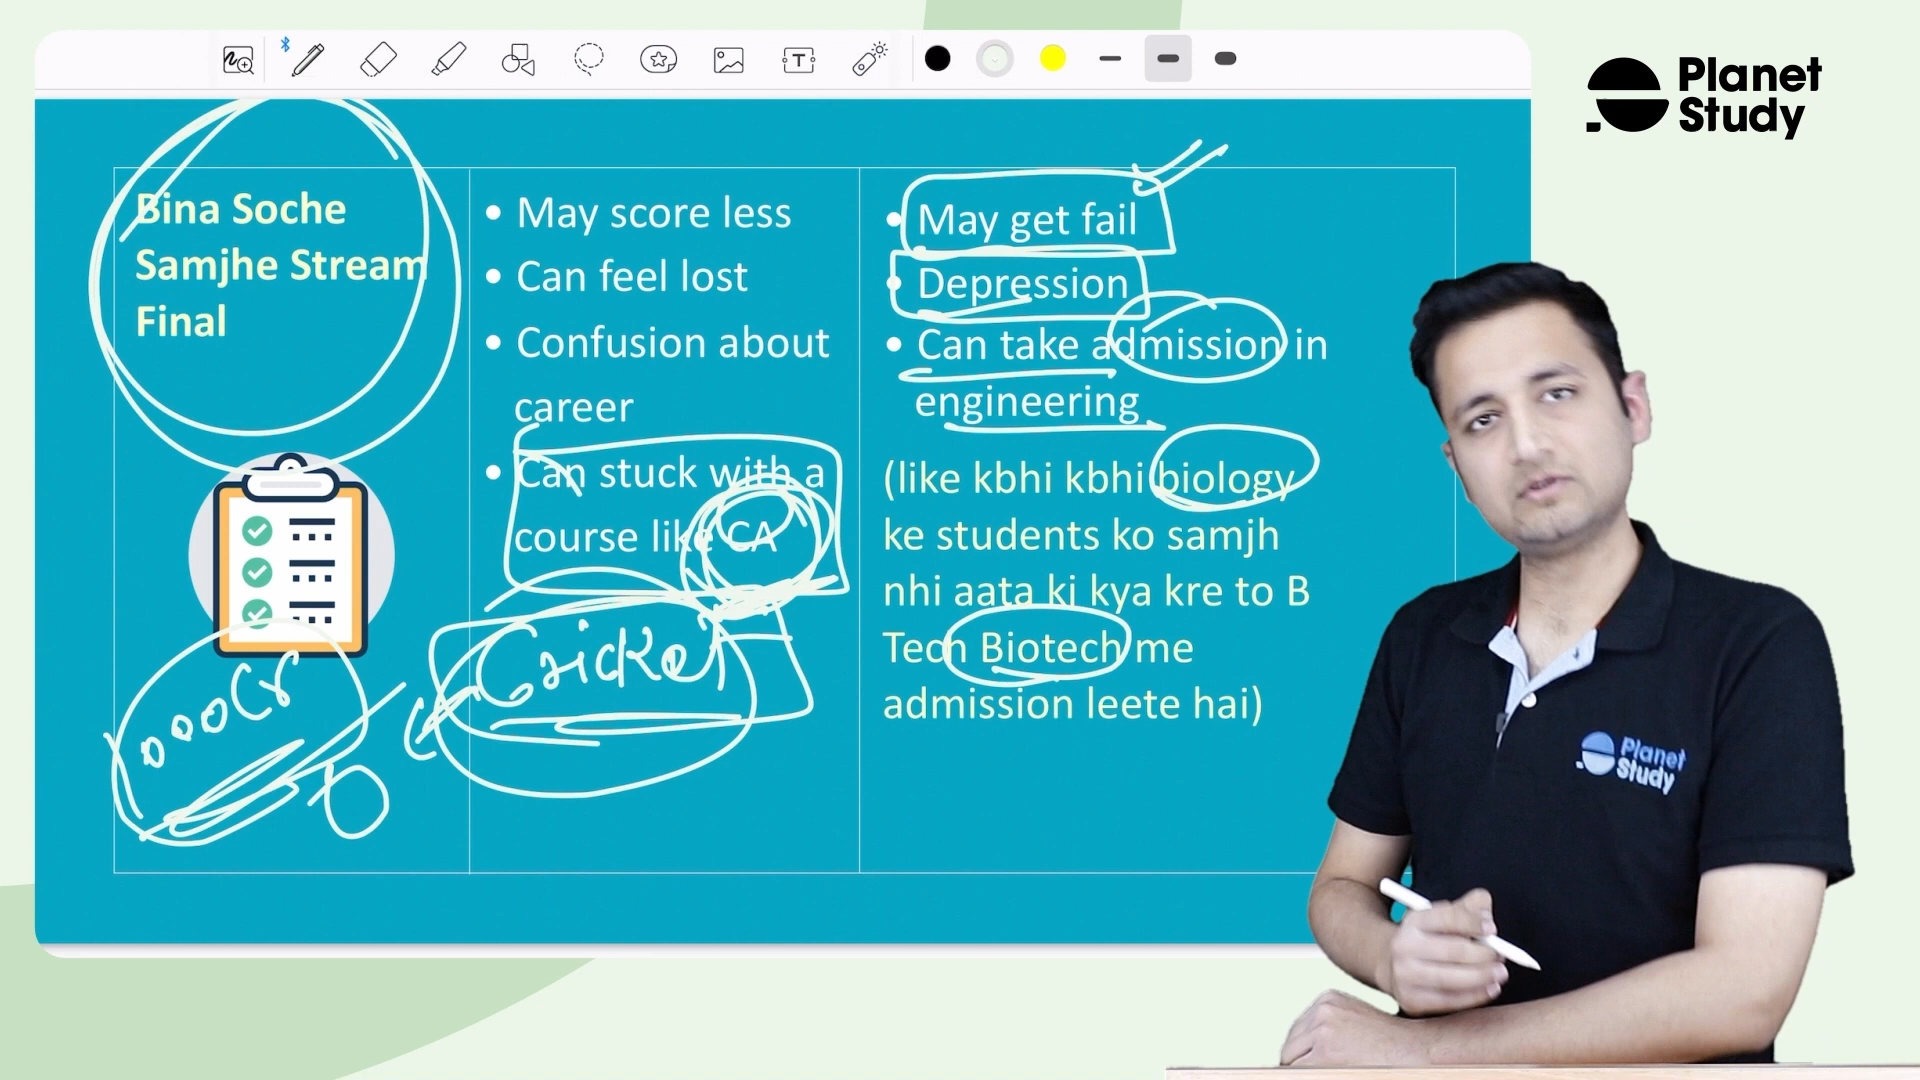 Planet
Study
T
Bina Soche
Samjhe Stream
Final
• May score less
• Can feel lost
• Confusion about
career
• Can stuck with a
course like CA
Cricket
000Cr
• May get fail
• Depression
• Can take admission in
engineering
(like kbhi kbhi biology
ke students ko samjh
nhi aata ki kya kre to B
Tech Biotech me
admission leete hai)
Planet
Study